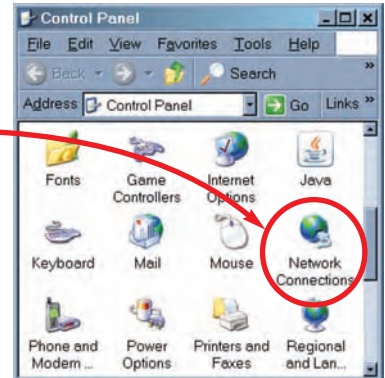 Control Panel
File Edit View Favorites Tools Help
Back Search »
Address Control Panel Go Links »
Fonts Game Controllers Internet Options Java
Keyboard Mail Mouse Network Connections
Phone and Modem ... Power Options Printers and Faxes Regional and Lan...